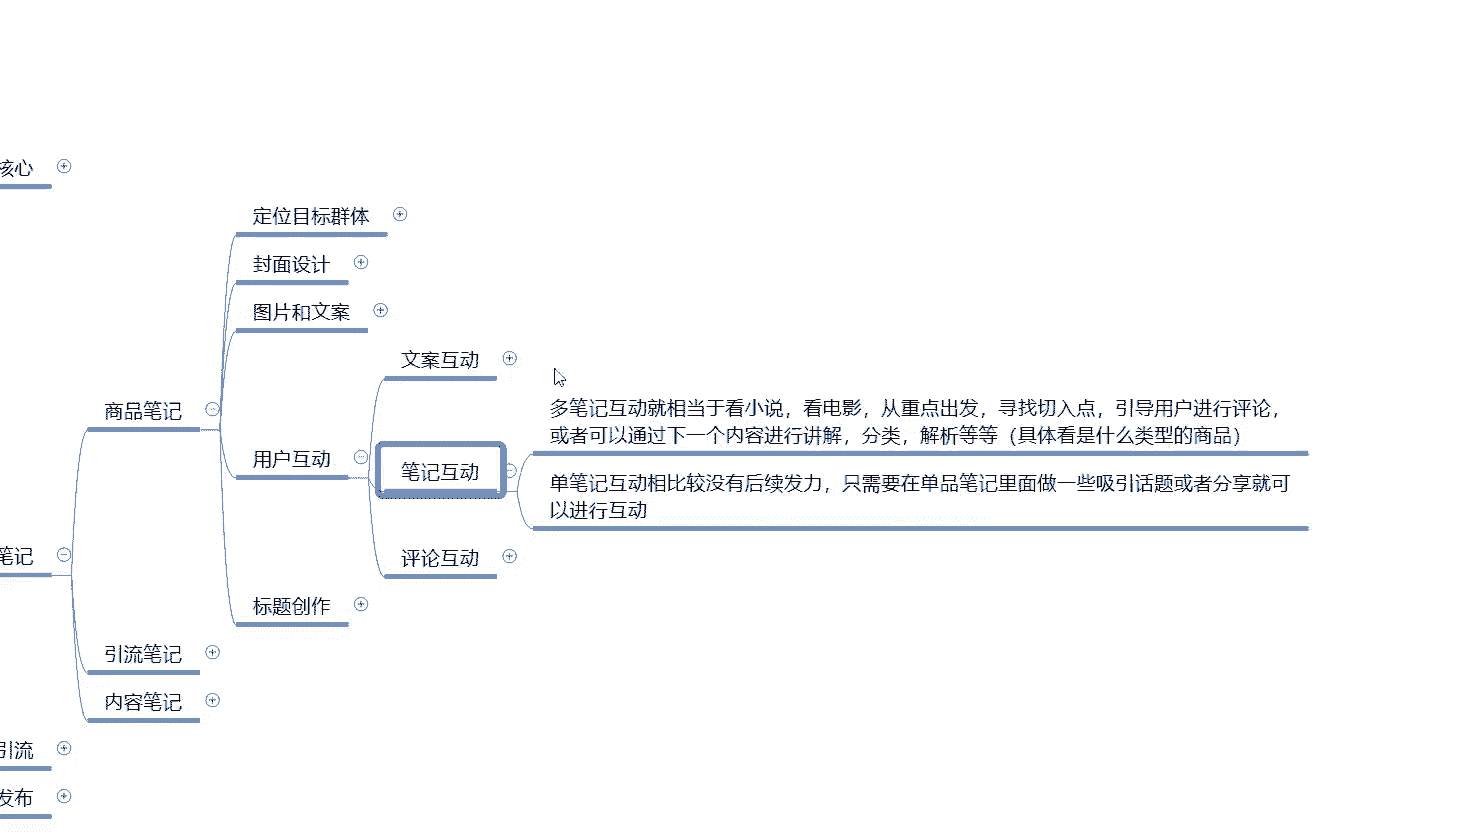 核心
定位目标群体
封面设计
图片和文案
文案互动
多笔记互动就相当于看小说，看电影，从重点出发，寻找切入点，引导用户进行评论，
或者可以通过下一个内容进行讲解，分类，解析等等（具体看是什么类型的商品）
商品笔记
用户互动
笔记互动
单笔记互动相比较没有后续发力，只需要在单品笔记里面做一些吸引话题或者分享就可
以进行互动
笔记
评论互动
标题创作
引流笔记
内容笔记
引流
发布